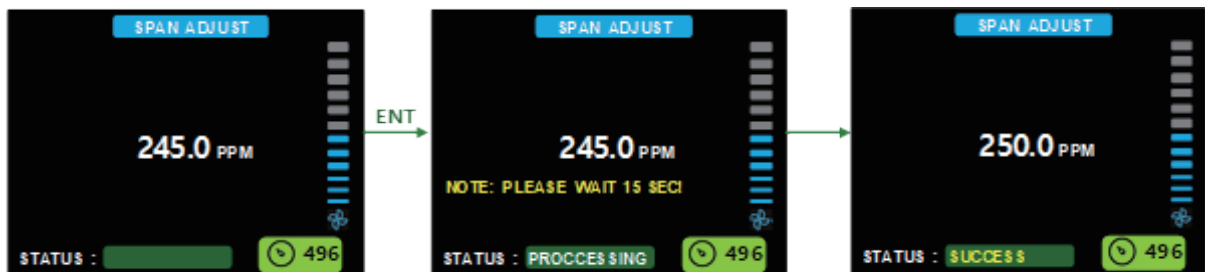 SPAN ADJUST
245.0 PPM
STATUS :
496
ENT
SPAN ADJUST
245.0 PPM
NOTE: PLEASE WAIT 15 SEC
STATUS : PROCCESSING
496
SPAN ADJUST
250.0 PPM
STATUS : SUCCESS
496